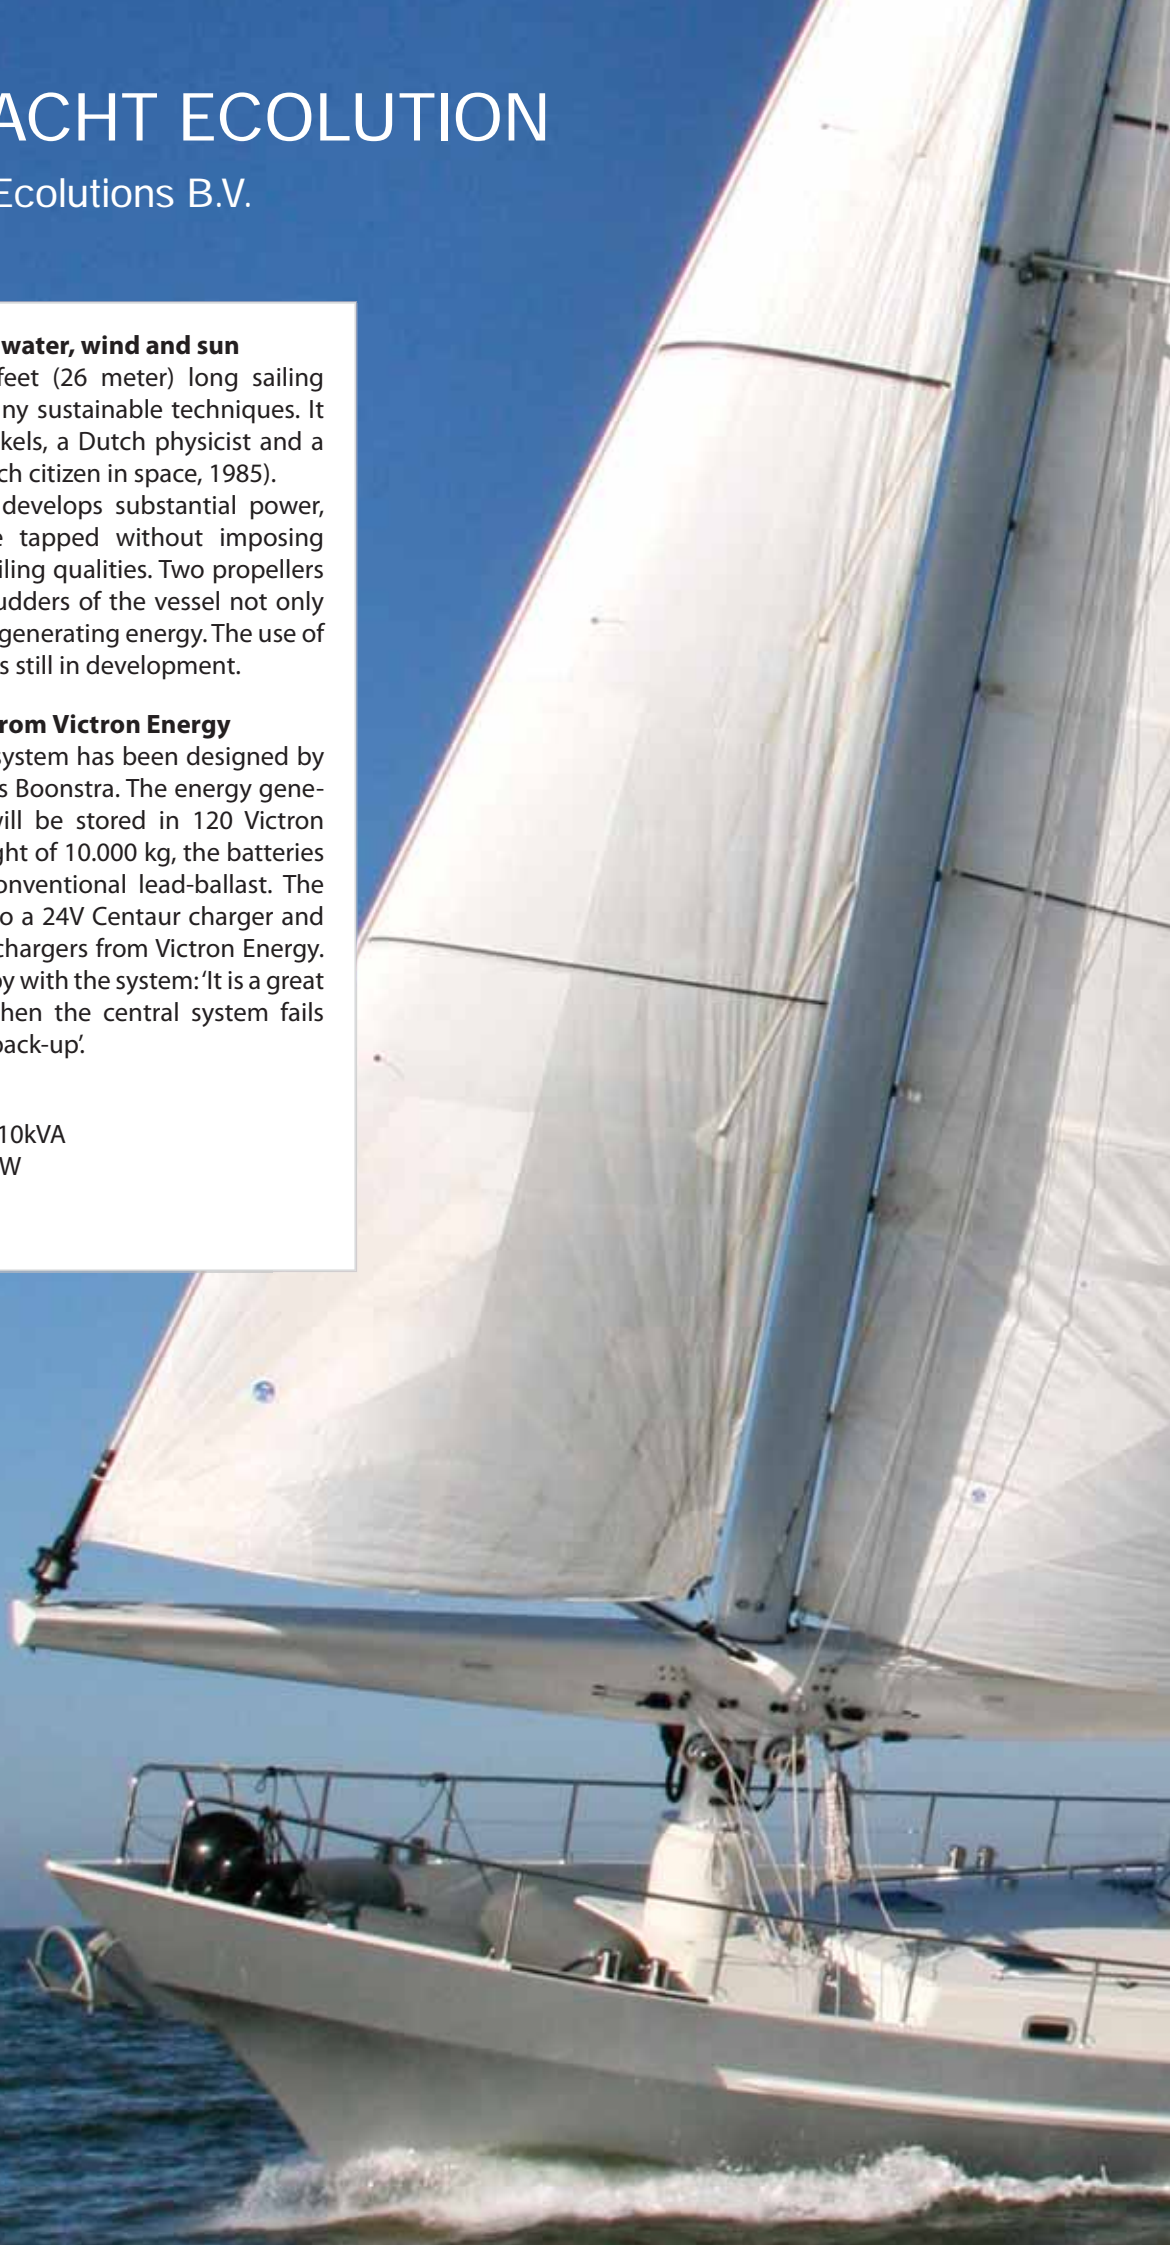 ACHT ECOLUTION
Ecolutions B.V.
water, wind and sun
feet (26 meter) long sailing
ny sustainable techniques. It
kels, a Dutch physicist and a
ch citizen in space, 1985).
develops substantial power,
e tapped without imposing
iling qualities. Two propellers
udders of the vessel not only
generating energy. The use of
s still in development.
rom Victron Energy
system has been designed by
s Boonstra. The energy gene-
will be stored in 120 Victron
ght of 10.000 kg, the batteries
onventional lead-ballast. The
o a 24V Centaur charger and
chargers from Victron Energy.
py with the system: ‘It is a great
hen the central system fails
back-up’.
10kVA
W